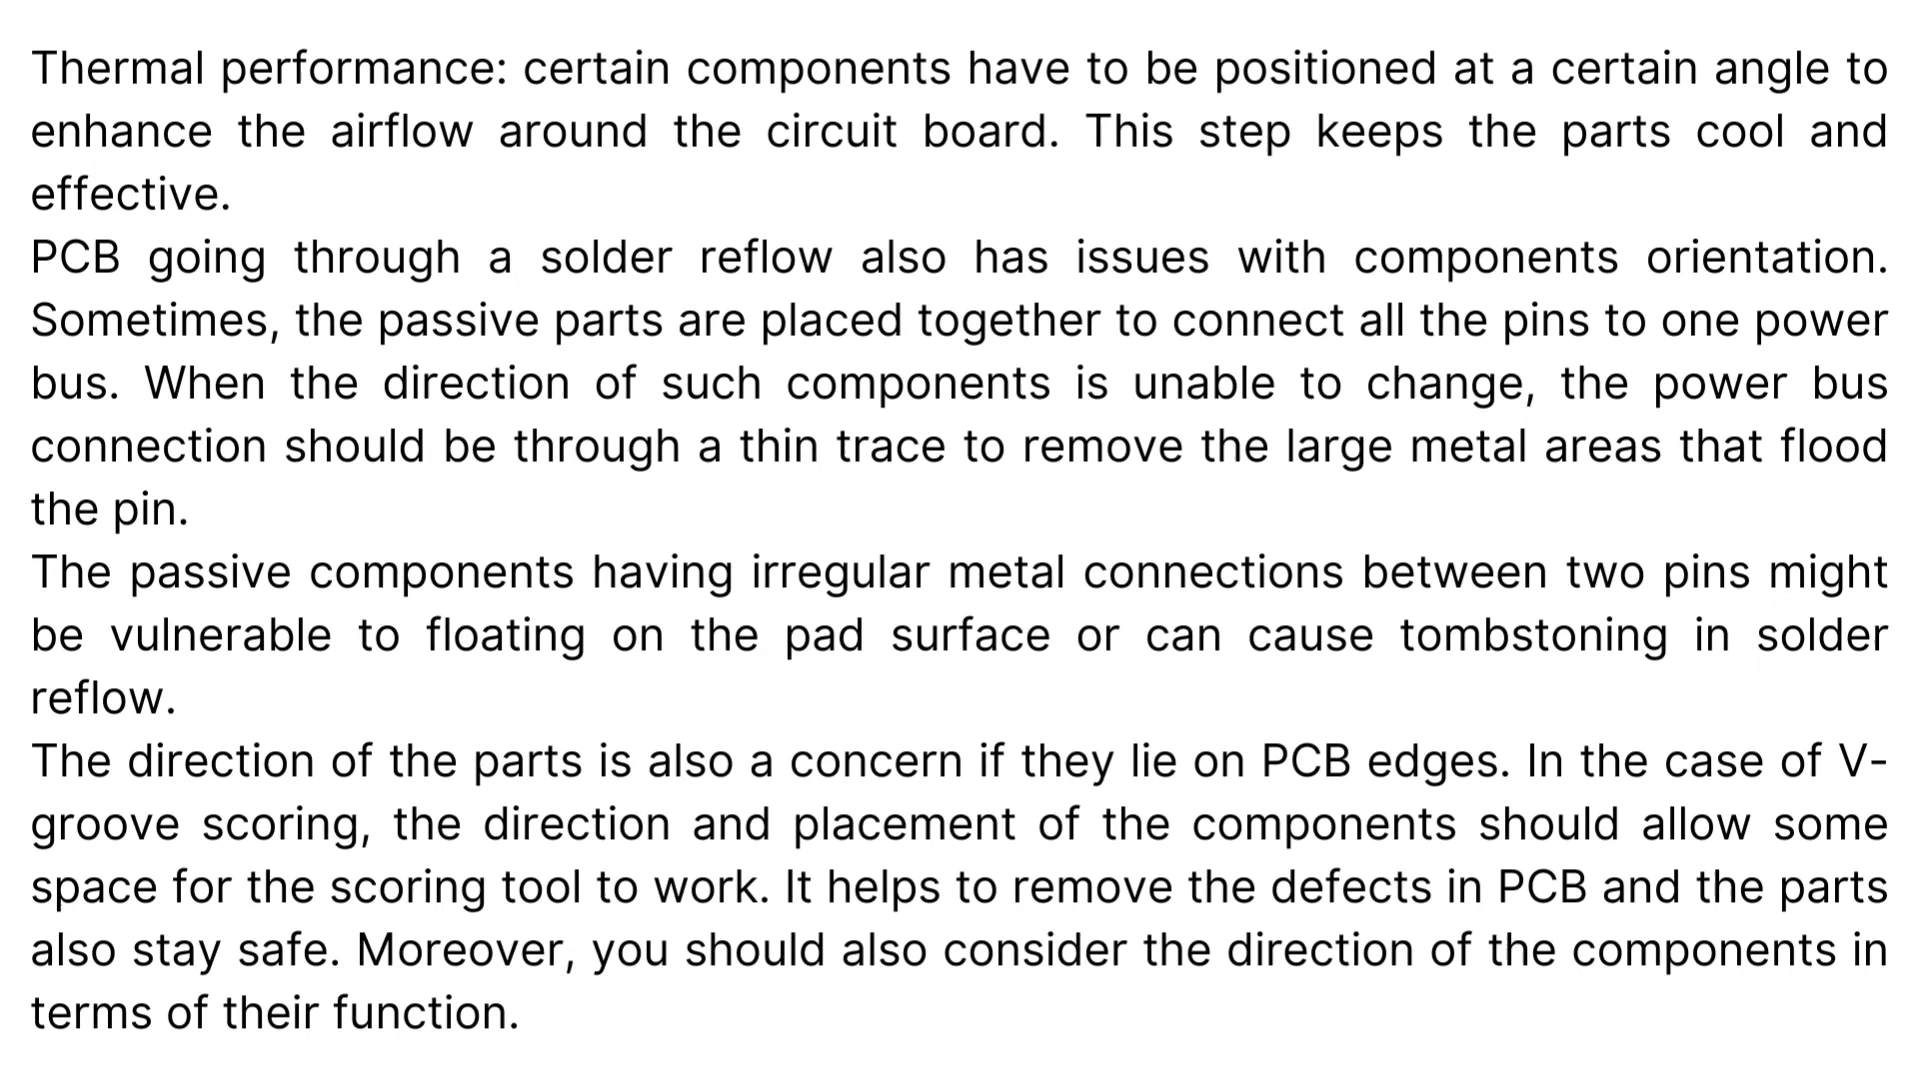 Thermal performance: certain components have to be positioned at a certain angle to
enhance the airflow around the circuit board. This step keeps the parts cool and
effective.
PCB going through a solder reflow also has issues with components orientation.
Sometimes, the passive parts are placed together to connect all the pins to one power
bus. When the direction of such components is unable to change, the power bus
connection should be through a thin trace to remove the large metal areas that flood
the pin.
The passive components having irregular metal connections between two pins might
be vulnerable to floating on the pad surface or can cause tombstoning in solder
reflow.
The direction of the parts is also a concern if they lie on PCB edges. In the case of V-
groove scoring, the direction and placement of the components should allow some
space for the scoring tool to work. It helps to remove the defects in PCB and the parts
also stay safe. Moreover, you should also consider the direction of the components in
terms of their function.